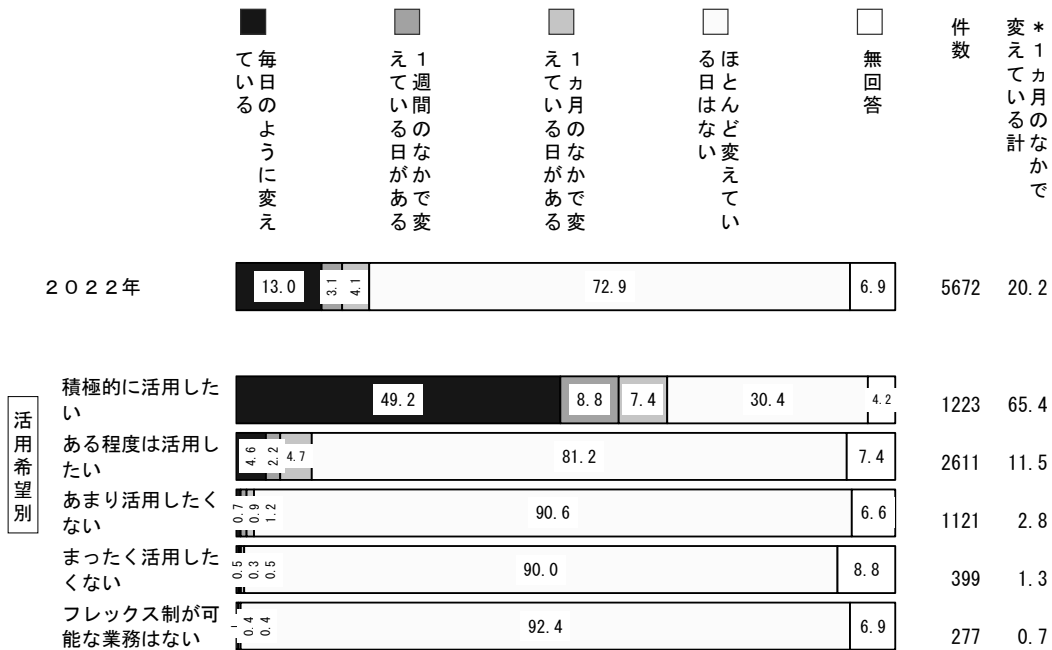 毎日のように変え
ている
1週間のなかで変
えている日がある
1ヵ月のなかで変
えている日がある
ほとんど変えてい
る日はない
無回答
件数
*1ヵ月のなかで
変えている計
2022年
13.0
3.1
4.1
72.9
6.9
5672
20.2
活用希望別
積極的に活用した
い
49.2
8.8
7.4
30.4
4.2
1223
65.4
ある程度は活用し
たい
4.6
2.2
4.7
81.2
7.4
2611
11.5
あまり活用したく
ない
0.7
0.9
1.2
90.6
6.6
1121
2.8
まったく活用した
くない
0.5
0.3
0.5
90.0
8.8
399
1.3
フレックス制が可
能な業務はない
-
0.4
0.4
92.4
6.9
277
0.7